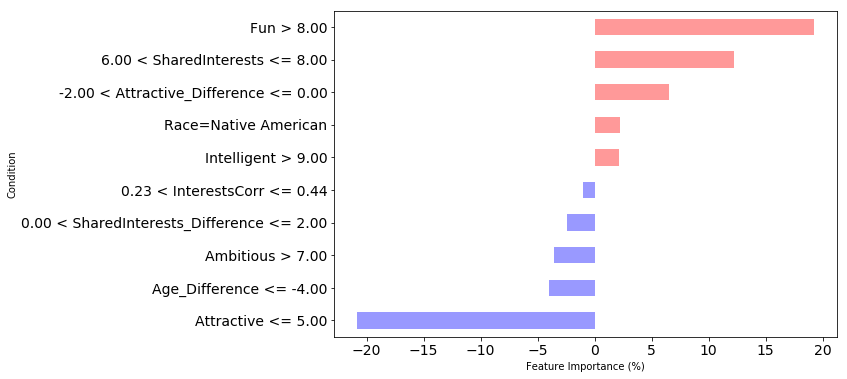 Fun > 8.00
6.00 < SharedInterests <= 8.00
-2.00 < Attractive_Difference <= 0.00
Race=Native American
Intelligent > 9.00
0.23 < InterestsCorr <= 0.44
0.00 < SharedInterests_Difference <= 2.00
Ambitious > 7.00
Age_Difference <= -4.00
Attractive <= 5.00
Condition
−20 −15 −10 −5 0 5 10 15 20
Feature Importance (%)